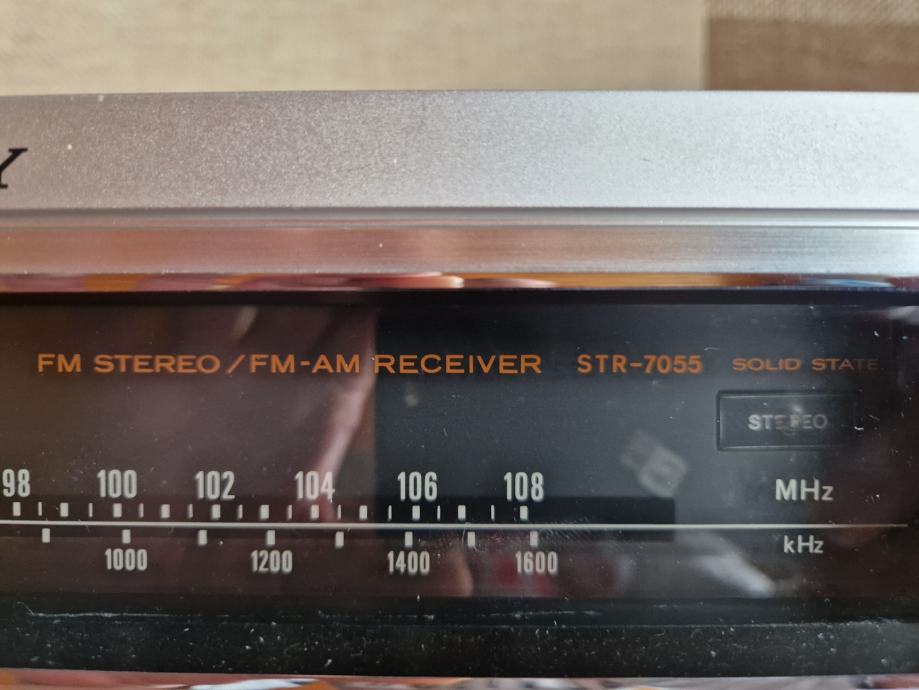 Y
FM STEREO/FM-AM RECEIVER STR-7055 SOLID STATE
STEREO
98 100 102 104 106 108 MHz
1000 1200 1400 1600 kHz